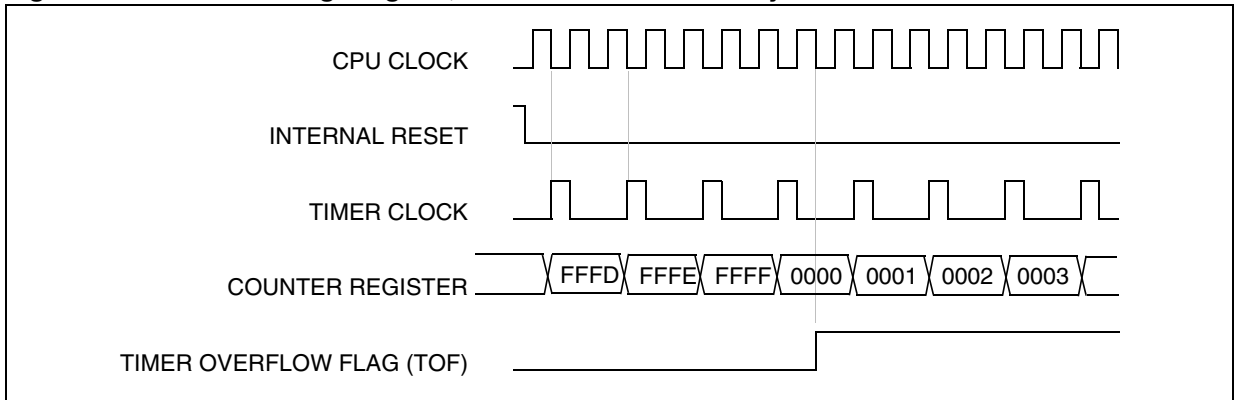 CPU CLOCK
INTERNAL RESET
TIMER CLOCK
COUNTER REGISTER FFFD FFFE FFFF 0000 0001 0002 0003
TIMER OVERFLOW FLAG (TOF)